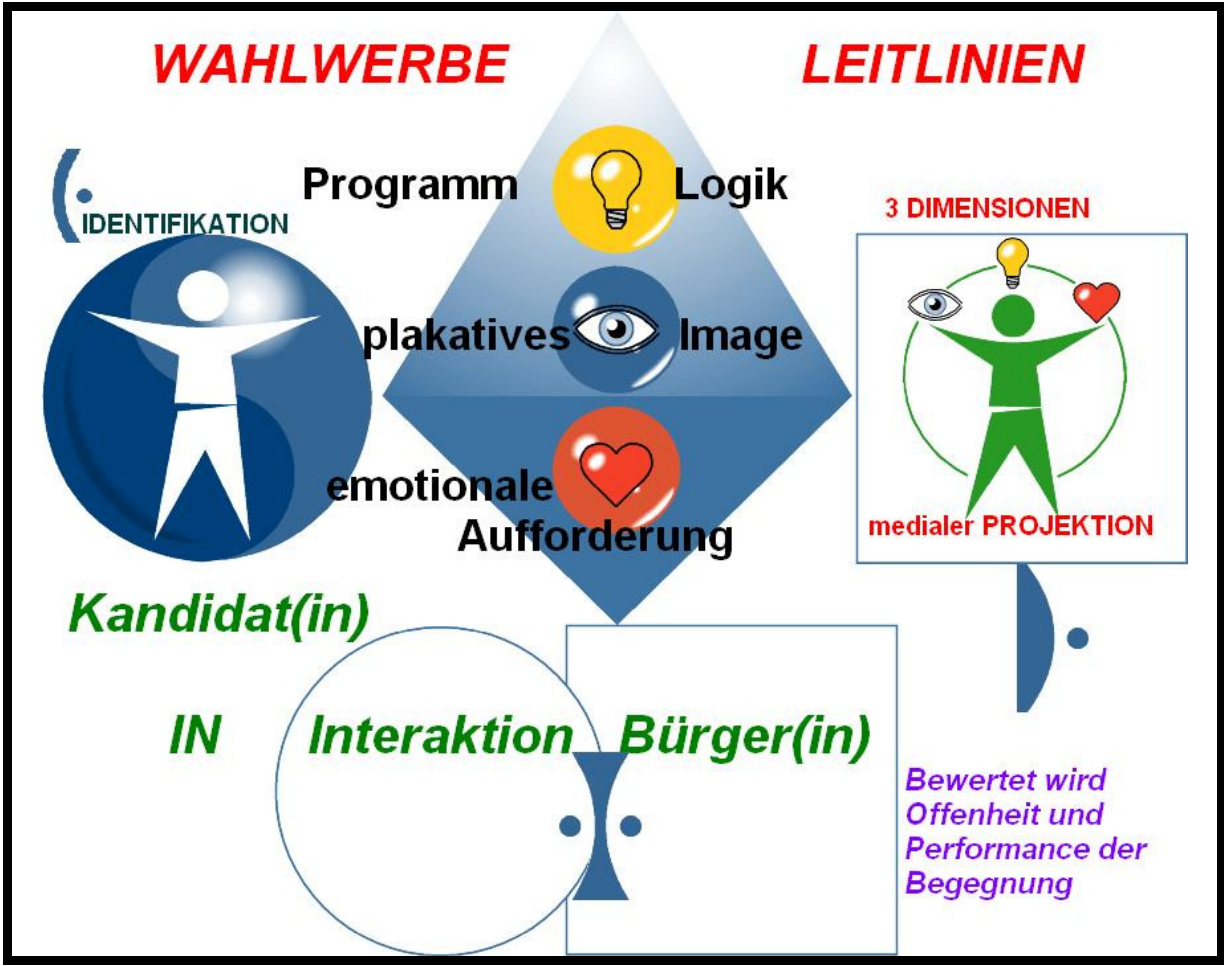 WAHLWERBE LEITLINIEN
Programm Logik
IDENTIFIKATION
3 DIMENSIONEN
plakatives Image
emotionale
Aufforderung
medialer PROJEKTION
Kandidat(in)
IN Interaktion Bürger(in)
Bewertet wird
Offenheit und
Performance der
Begegnung